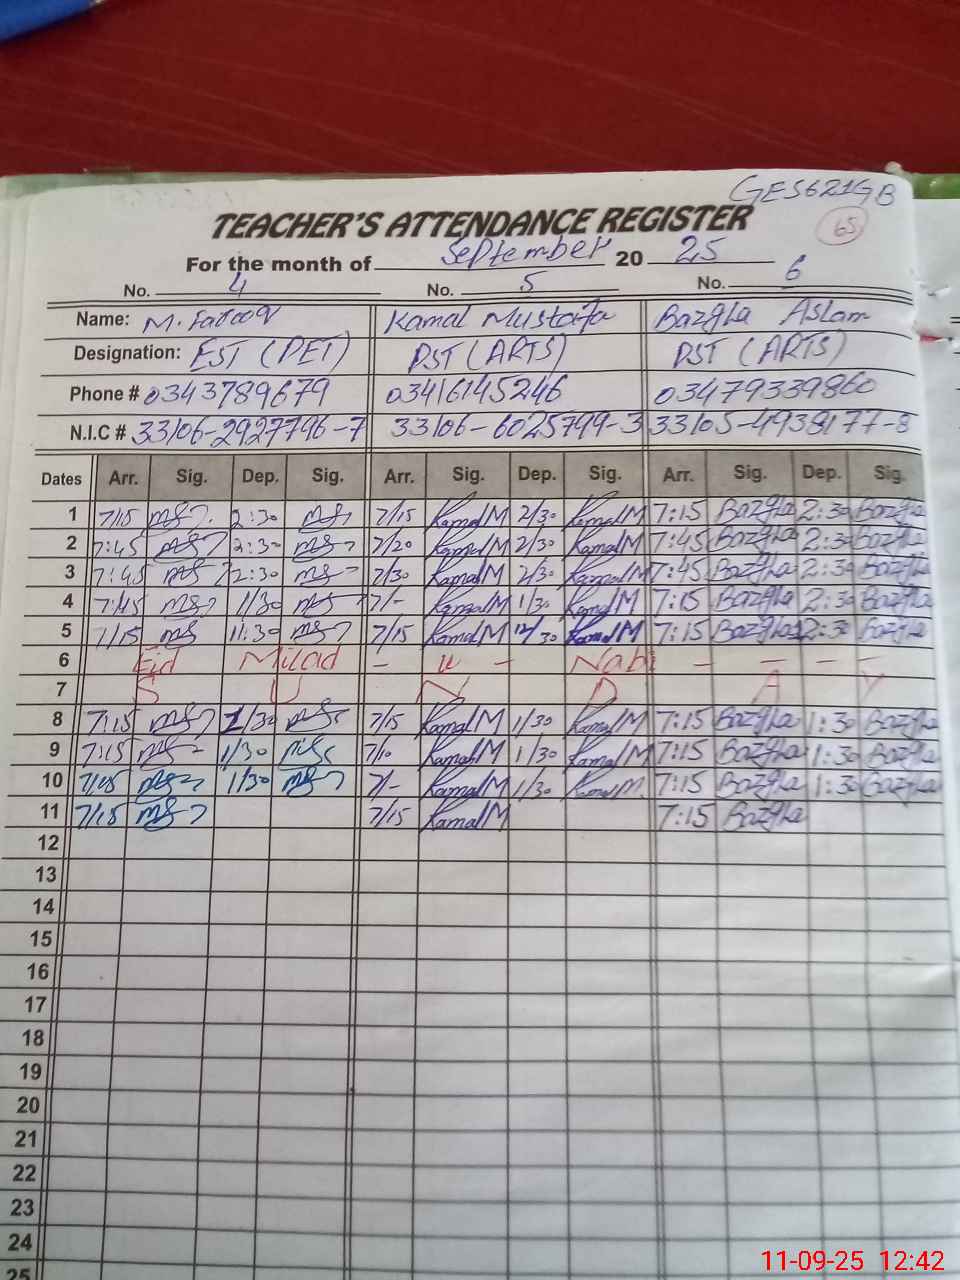 GES621GB
TEACHER'S ATTENDANCE REGISTER
65
For the month of September 20 25
No. 4 No. 5 No. 6
Name: M. Farooq Kamal Mustafa Bazgha Aslam
Designation: EST (PET) PST (ARTS) PST (ARTS)
Phone # 0343789679 03416145246 03479339860
N.I.C # 33106-2927796-7 33106-6025799-3 33105-4938177-8
Dates Arr. Sig. Dep. Sig. Arr. Sig. Dep. Sig. Arr. Sig. Dep. Sig.
1 7/15 2:30 7/15 KamalM 2/30 KamalM 7:15 Bazgha 2:30 Bazgha
2 7:45 2:30 7/20 KamalM 2/30 KamalM 7:45 Bazgha 2:30 Bazgha
3 7:45 2:30 7/30 KamalM 2/30 KamalM 7:45 Bazgha 2:30 Bazgha
4 7/45 1/30 7/- KamalM 1/30 KamalM 7:15 Bazgha 2:30 Bazgha
5 7/15 11:30 7/15 KamalM 12/30 KamalM 7:15 Bazgha 12:30 Bazgha
6 Eid Milad - u - Nabi - - - -
7 S U N D A Y
8 7:15 1/30 7/15 KamalM 1/30 KamalM 7:15 Bazgha 1:30 Bazgha
9 7:15 1/30 7/10 KamalM 1/30 KamalM 7:15 Bazgha 1:30 Bazgha
10 1/30 7/- KamalM 1/30 KamalM 7:15 Bazgha 1:30 Bazgha
11 7/15 7/15 KamalM 7:15 Bazgha
12
13
14
15
16
17
18
19
20
21
22
23
24
25
11-09-25 12:42